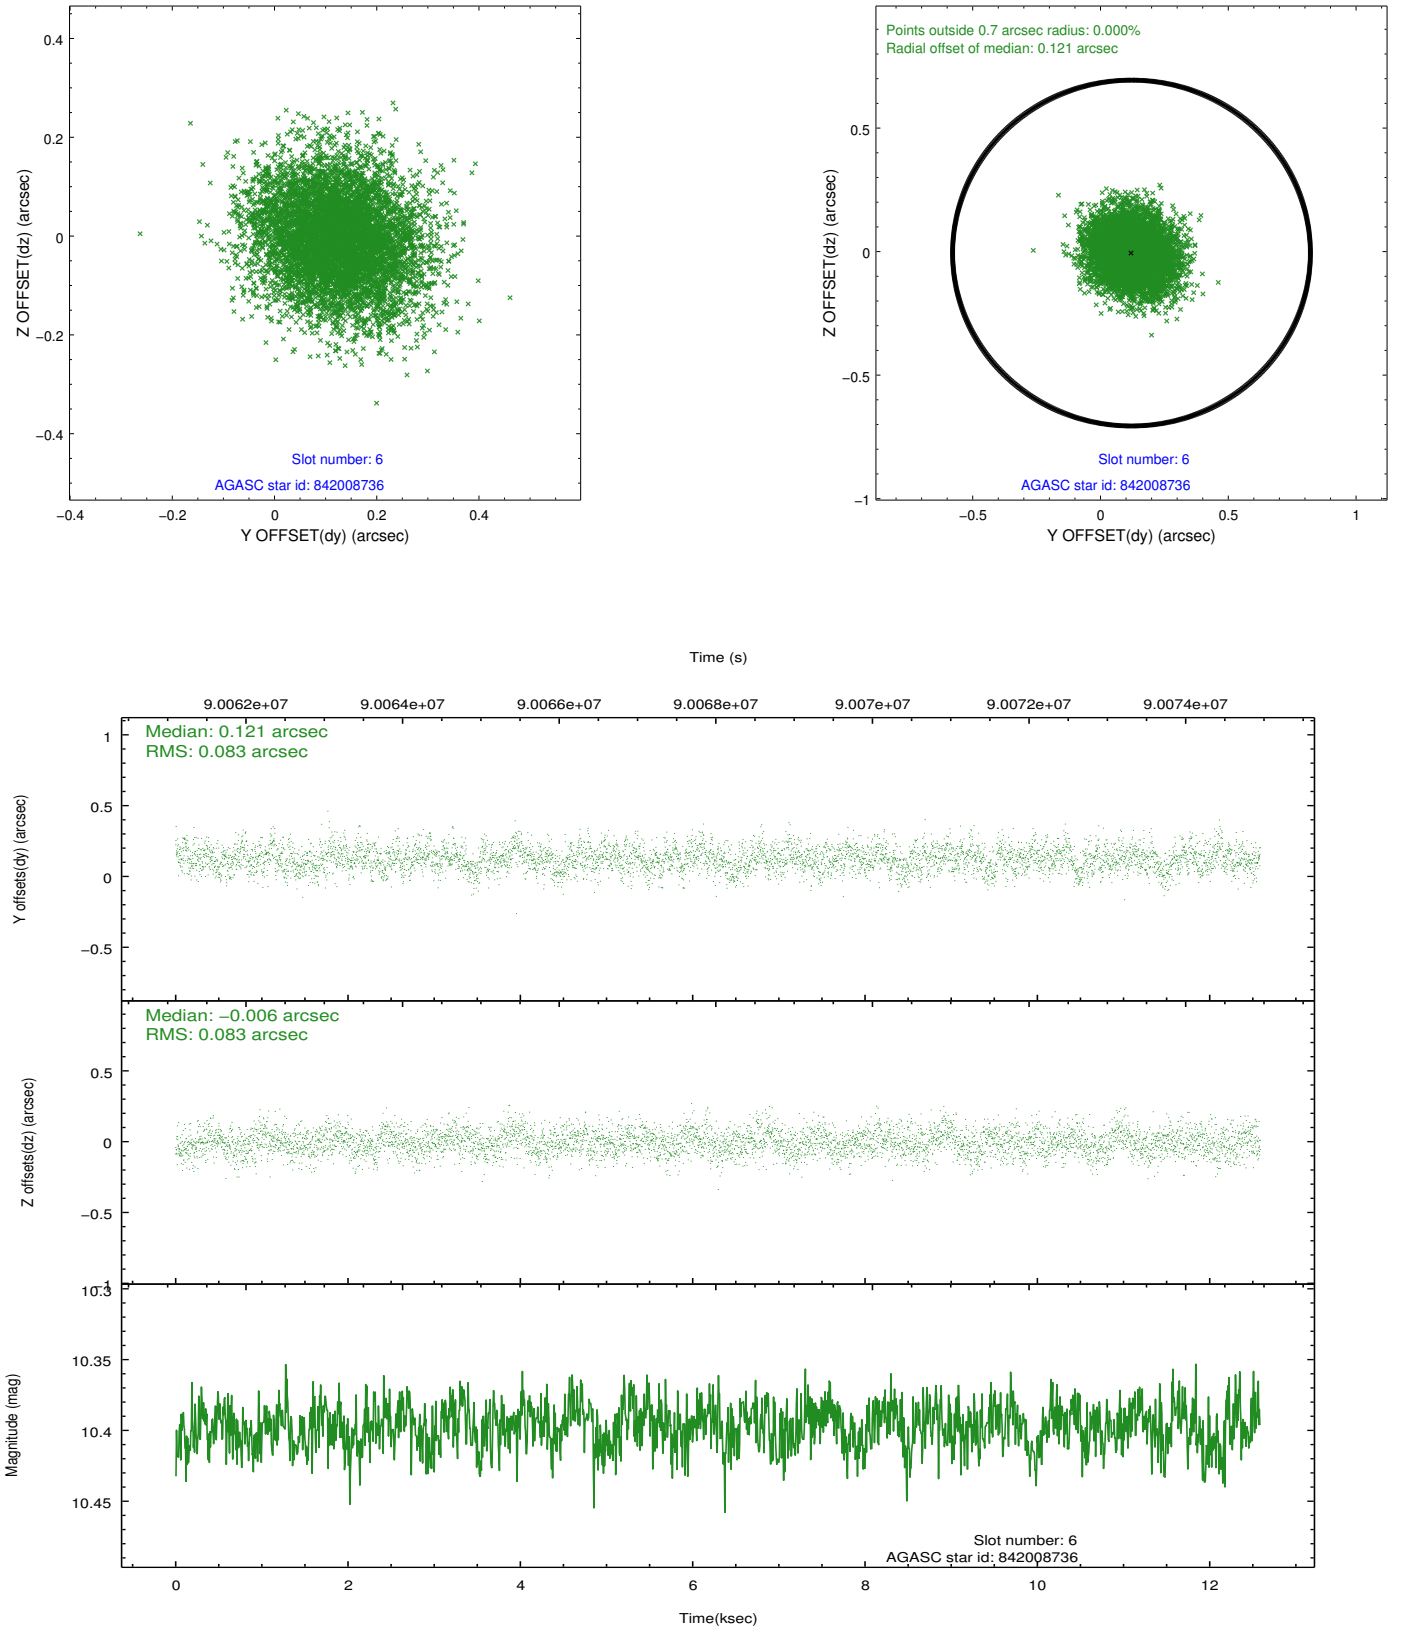 0.4
0.2
0
−0.2
−0.4
Z OFFSET(dz) (arcsec)
Slot number: 6
AGASC star id: 842008736
−0.4 −0.2 0 0.2 0.4
Y OFFSET(dy) (arcsec)
Points outside 0.7 arcsec radius: 0.000%
Radial offset of median: 0.121 arcsec
0.5
0
−0.5
−1
Z OFFSET(dz) (arcsec)
Slot number: 6
AGASC star id: 842008736
−0.5 0 0.5 1
Y OFFSET(dy) (arcsec)
Time (s)
9.0062e+07 9.0064e+07 9.0066e+07 9.0068e+07 9.007e+07 9.0072e+07 9.0074e+07
Median: 0.121 arcsec
RMS: 0.083 arcsec
1
0.5
0
−0.5
Y offsets(dy) (arcsec)
Median: −0.006 arcsec
RMS: 0.083 arcsec
0.5
0
−0.5
−1
Z offsets(dz) (arcsec)
10.3
10.35
10.4
10.45
Magnitude (mag)
Slot number: 6
AGASC star id: 842008736
0 2 4 6 8 10 12
Time(ksec)